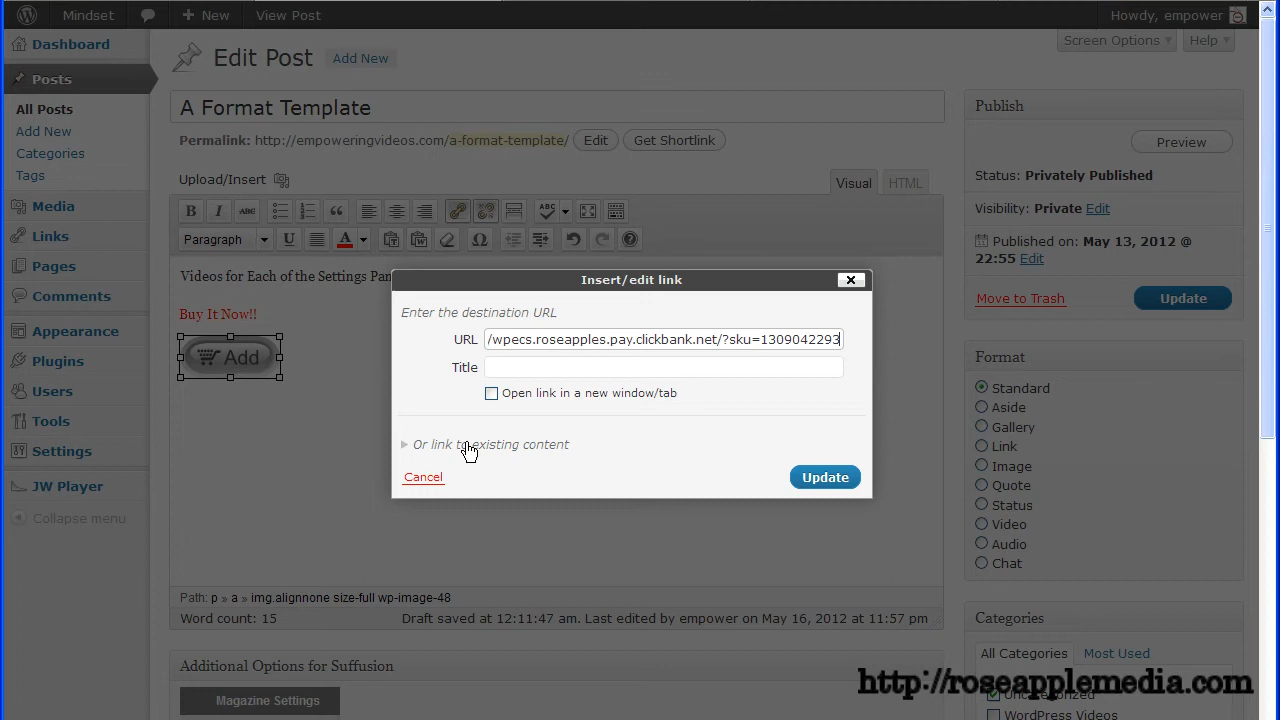 Mindset New View Post Howdy, empower
Dashboard
Posts
All Posts
Add New
Categories
Tags
Media
Links
Pages
Comments
Appearance
Plugins
Users
Tools
Settings
JW Player
Collapse menu
Screen Options Help
Edit Post Add New
A Format Template
Permalink: http://empoweringvideos.com/a-format-template/ Edit Get Shortlink
Upload/Insert Visual HTML
B I ABC ABC
Paragraph U A Ω
Videos for Each of the Settings Pan
Buy It Now!!
Add
Insert/edit link
Enter the destination URL
URL /wpecs.roseapples.pay.clickbank.net/?sku=1309042293
Title
Open link in a new window/tab
Or link to existing content
Cancel Update
Path: p » a » img.alignnone size-full wp-image-48
Word count: 15 Draft saved at 12:11:47 am. Last edited by empower on May 16, 2012 at 11:57 pm
Additional Options for Suffusion
Magazine Settings
Publish
Preview
Status: Privately Published
Visibility: Private Edit
Published on: May 13, 2012 @
22:55 Edit
Move to Trash Update
Format
Standard
Aside
Gallery
Link
Image
Quote
Status
Video
Audio
Chat
Categories
All Categories Most Used
Uncategorized
WordPress Videos
http://roseapplemedia.com